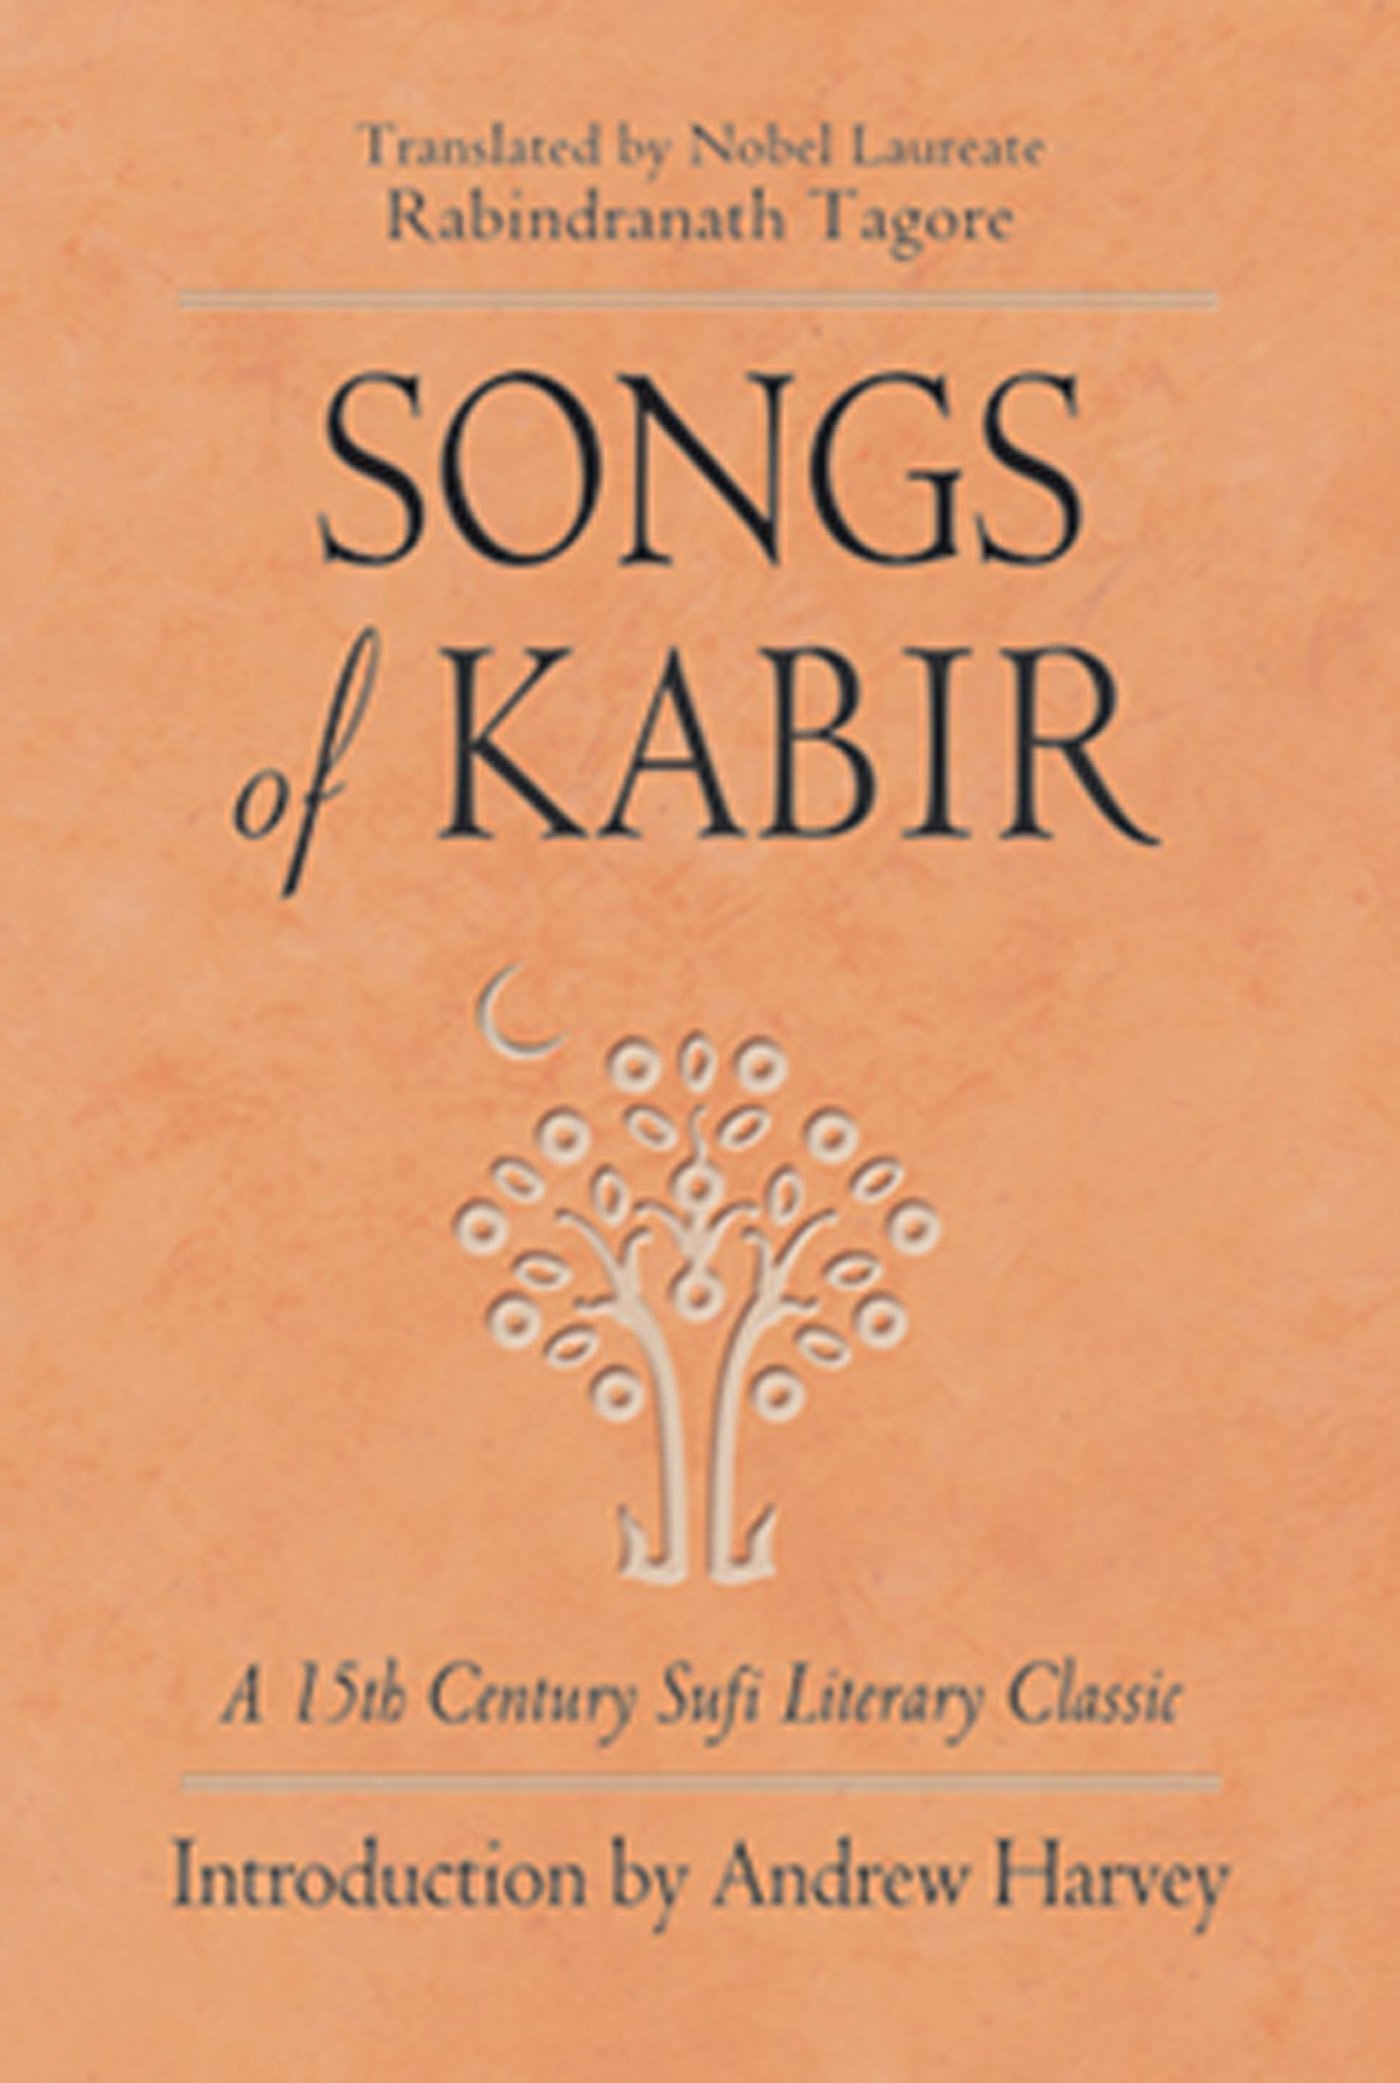 Translated by Nobel Laureate
Rabindranath Tagore
SONGS
of KABIR
A 15th Century Sufi Literary Classic
Introduction by Andrew Harvey